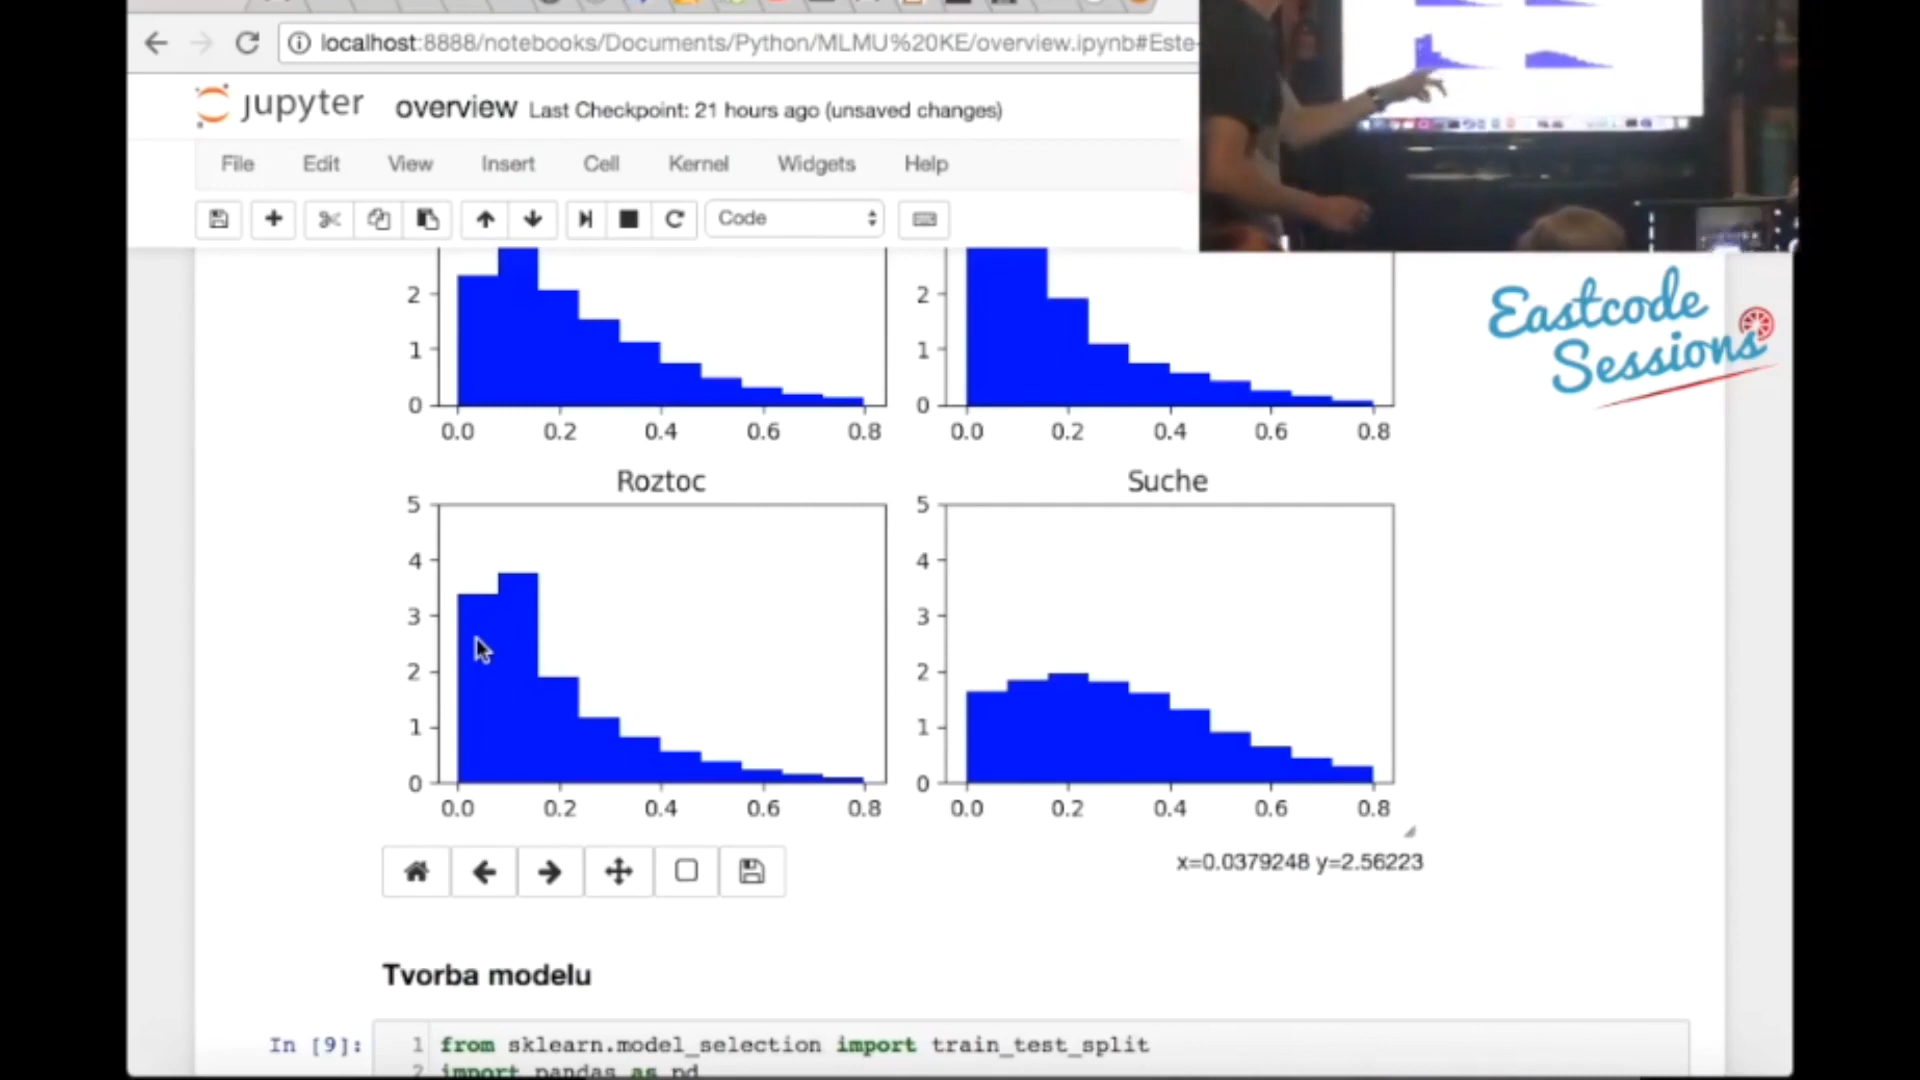 localhost:8888/notebooks/Documents/Python/MLMU%20KE/overview.ipynb#Este-
jupyter overview Last Checkpoint: 21 hours ago (unsaved changes)
File Edit View Insert Cell Kernel Widgets Help
Code
Eastcode
Sessions
2
1
0
0.0 0.2 0.4 0.6 0.8
2
1
0
0.0 0.2 0.4 0.6 0.8
Roztoc
5
4
3
2
1
0
0.0 0.2 0.4 0.6 0.8
Suche
5
4
3
2
1
0
0.0 0.2 0.4 0.6 0.8
x=0.0379248 y=2.56223
Tvorba modelu
In [9]:
1 from sklearn.model_selection import train_test_split
2 import pandas as pd